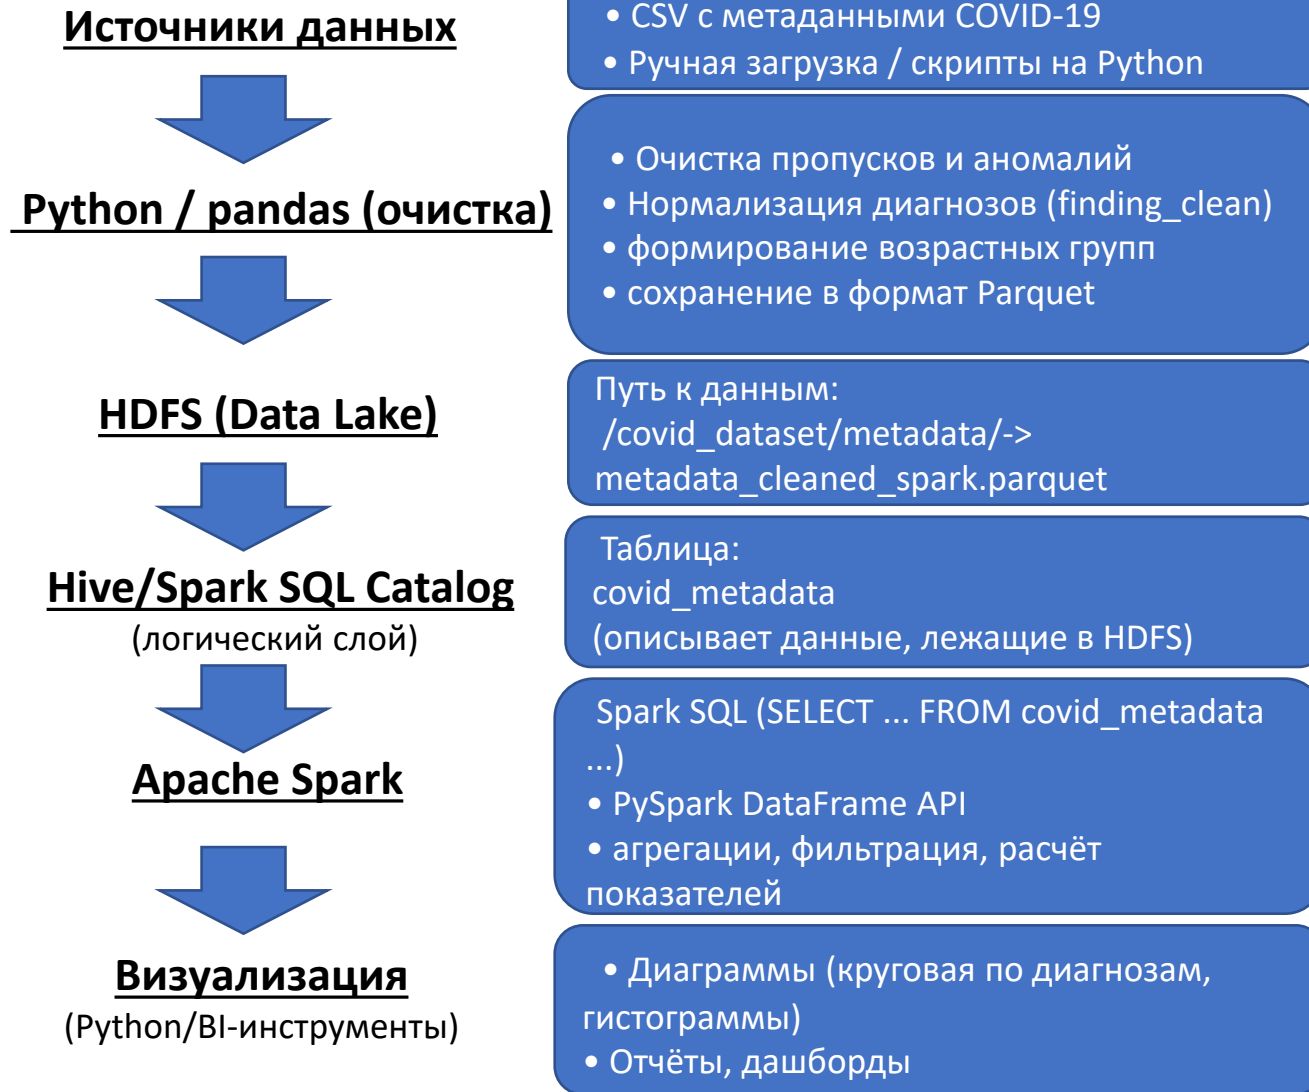 Источники данных
• CSV с метаданными COVID-19
• Ручная загрузка / скрипты на Python
Python / pandas (очистка)
• Очистка пропусков и аномалий
• Нормализация диагнозов (finding_clean)
• формирование возрастных групп
• сохранение в формат Parquet
HDFS (Data Lake)
Путь к данным:
/covid_dataset/metadata/->
metadata_cleaned_spark.parquet
Hive/Spark SQL Catalog
(логический слой)
Таблица:
covid_metadata
(описывает данные, лежащие в HDFS)
Apache Spark
Spark SQL (SELECT ... FROM covid_metadata
...)
• PySpark DataFrame API
• агрегации, фильтрация, расчёт
показателей
Визуализация
(Python/BI-инструменты)
• Диаграммы (круговая по диагнозам,
гистограммы)
• Отчёты, дашборды